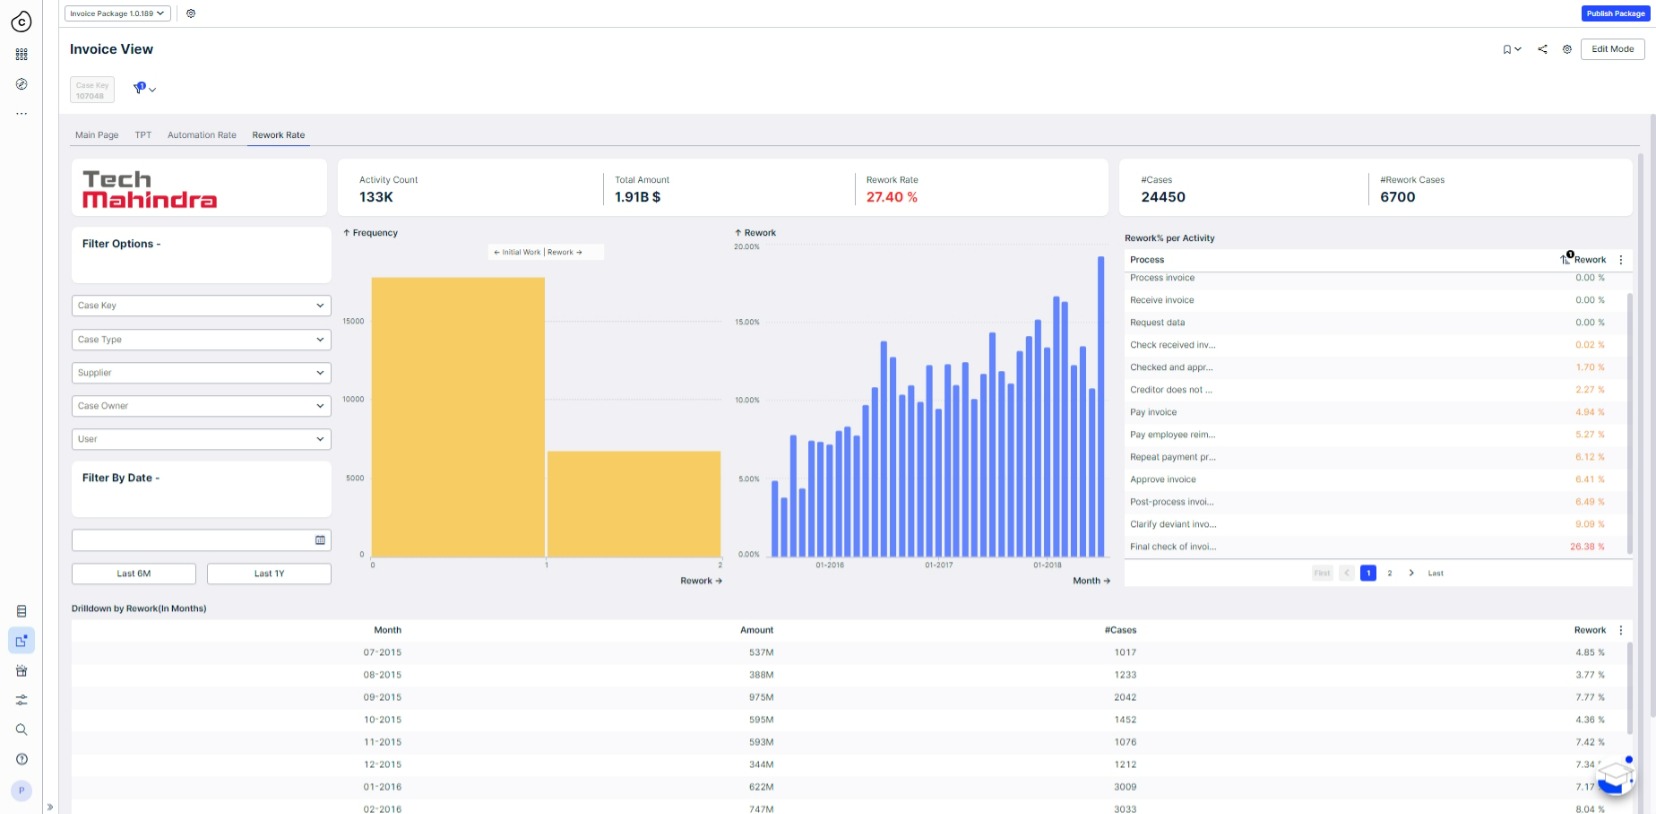 Invoice Package 1.0.189
Publish Package
Invoice View
Edit Mode
Case Key
107048
1
Main Page TPT Automation Rate Rework Rate
Tech
Mahindra
Activity Count
133K
Total Amount
1.91B $
Rework Rate
27.40 %
#Cases
24450
#Rework Cases
6700
Filter Options -
Case Key
Case Type
Supplier
Case Owner
User
Filter By Date -
Last 6M
Last 1Y
↑ Frequency
← Initial Work | Rework →
15000
10000
5000
0
0 1 2
Rework →
↑ Rework
20.00%
15.00%
10.00%
5.00%
0.00%
01-2016 01-2017 01-2018
Month →
Rework% per Activity
Process Rework
Process invoice 0.00 %
Receive invoice 0.00 %
Request data 0.00 %
Check received inv... 0.02 %
Checked and appr... 1.70 %
Creditor does not ... 2.27 %
Pay invoice 4.94 %
Pay employee reim... 5.27 %
Repeat payment pr... 6.12 %
Approve invoice 6.41 %
Post-process invoi... 6.49 %
Clarify deviant invo... 9.09 %
Final check of invoi... 26.38 %
First < 1 2 > Last
Drilldown by Rework(In Months)
Month Amount #Cases Rework
07-2015 537M 1017 4.85 %
08-2015 388M 1233 3.77 %
09-2015 975M 2042 7.77 %
10-2015 595M 1452 4.36 %
11-2015 593M 1076 7.42 %
12-2015 344M 1212 7.34
01-2016 622M 3009 7.17
02-2016 747M 3033 8.04 %
C
P